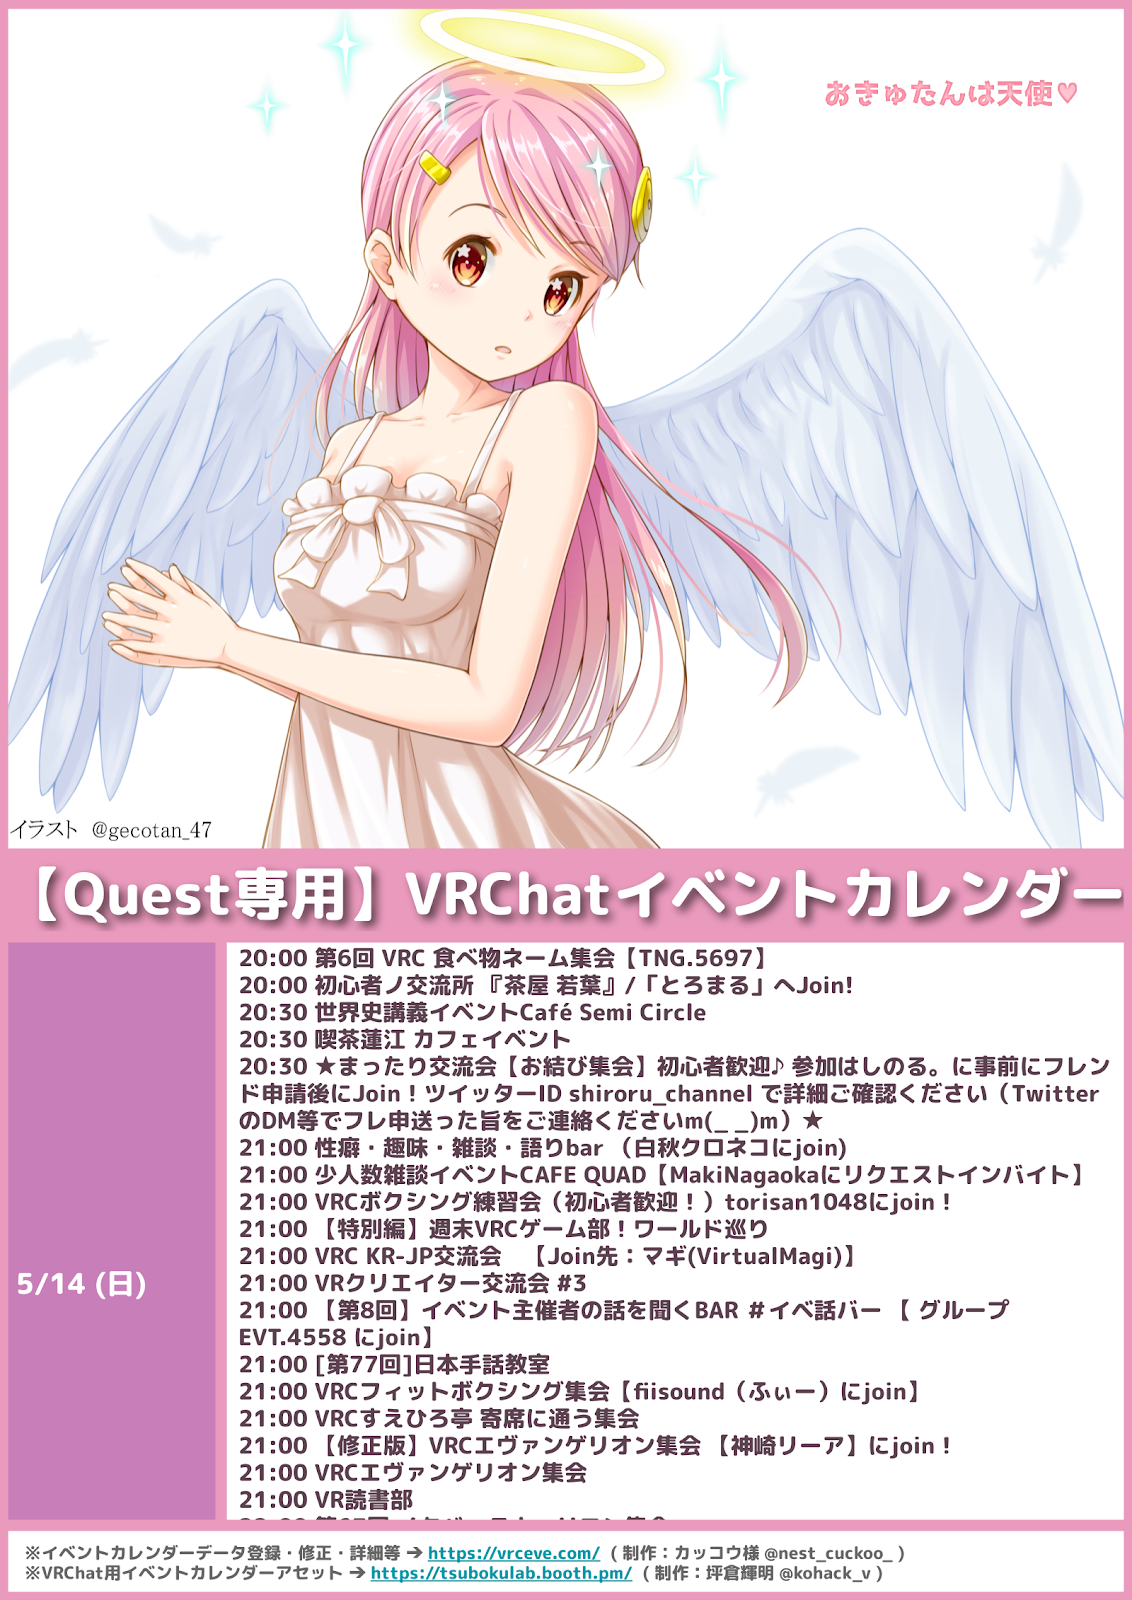 おきゅたんは天使♥
イラスト @gecotan_47
【Quest専用】VRChatイベントカレンダー
5/14 (日)
20:00 第6回 VRC 食べ物ネーム集会【TNG.5697】
20:00 初心者ノ交流所 『茶屋 若葉』/「とろまる」へJoin!
20:30 世界史講義イベントCafé Semi Circle
20:30 喫茶蓮江 カフェイベント
20:30 ★まったり交流会【お結び集会】初心者歓迎♪ 参加はしのる。に事前にフレン
ド申請後にJoin！ツイッターID shiroru_channel で詳細ご確認ください（Twitter
のDM等でフレ申送った旨をご連絡くださいm(_ _)m）★
21:00 性癖・趣味・雑談・語りbar （白秋クロネコにjoin)
21:00 少人数雑談イベントCAFE QUAD【MakiNagaokaにリクエストインバイト】
21:00 VRCボクシング練習会（初心者歓迎！）torisan1048にjoin！
21:00 【特別編】週末VRCゲーム部！ワールド巡り
21:00 VRC KR-JP交流会　【Join先：マギ(VirtualMagi)】
21:00 VRクリエイター交流会 #3
21:00 【第8回】イベント主催者の話を聞くBAR ＃イベ話バー 【 グループ
EVT.4558 にjoin】
21:00 [第77回]日本手話教室
21:00 VRCフィットボクシング集会【fiisound（ふぃー）にjoin】
21:00 VRCすえひろ亭 寄席に通う集会
21:00 【修正版】VRCエヴァンゲリオン集会 【神崎リーア】にjoin！
21:00 VRCエヴァンゲリオン集会
21:00 VR読書部
※イベントカレンダーデータ登録・修正・詳細等 ➔ https://vrceve.com/ ( 制作：カッコウ様 @nest_cuckoo_ )
※VRChat用イベントカレンダーアセット ➔ https://tsubokulab.booth.pm/ ( 制作：坪倉輝明 @kohack_v )